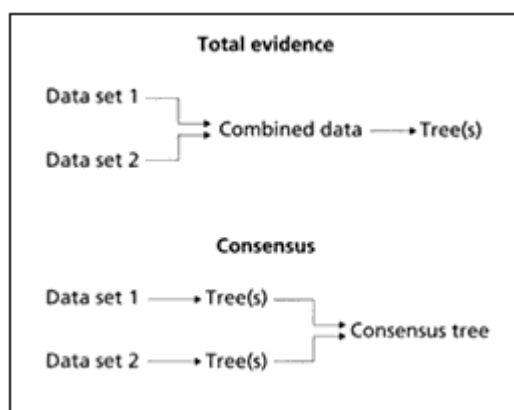 Total evidence
Data set 1
Combined data Tree(s)
Data set 2
Consensus
Data set 1 Tree(s)
Consensus tree
Data set 2 Tree(s)